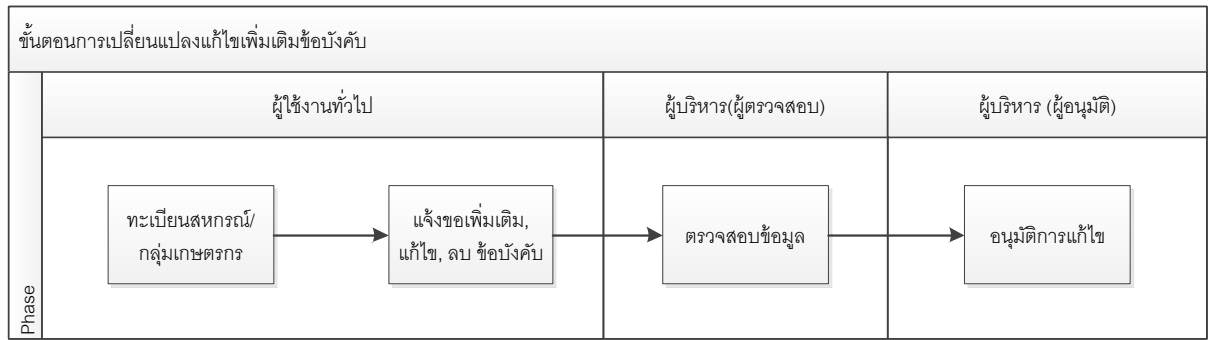 ขั้นตอนการเปลี่ยนแปลงแก้ไขเพิ่มเติมข้อบังคับ
Phase
ผู้ใช้งานทั่วไป
ผู้บริหาร(ผู้ตรวจสอบ)
ผู้บริหาร (ผู้อนุมัติ)
ทะเบียนสหกรณ์/
กลุ่มเกษตรกร
แจ้งขอเพิ่มเติม,
แก้ไข, ลบ ข้อบังคับ
ตรวจสอบข้อมูล
อนุมัติการแก้ไข